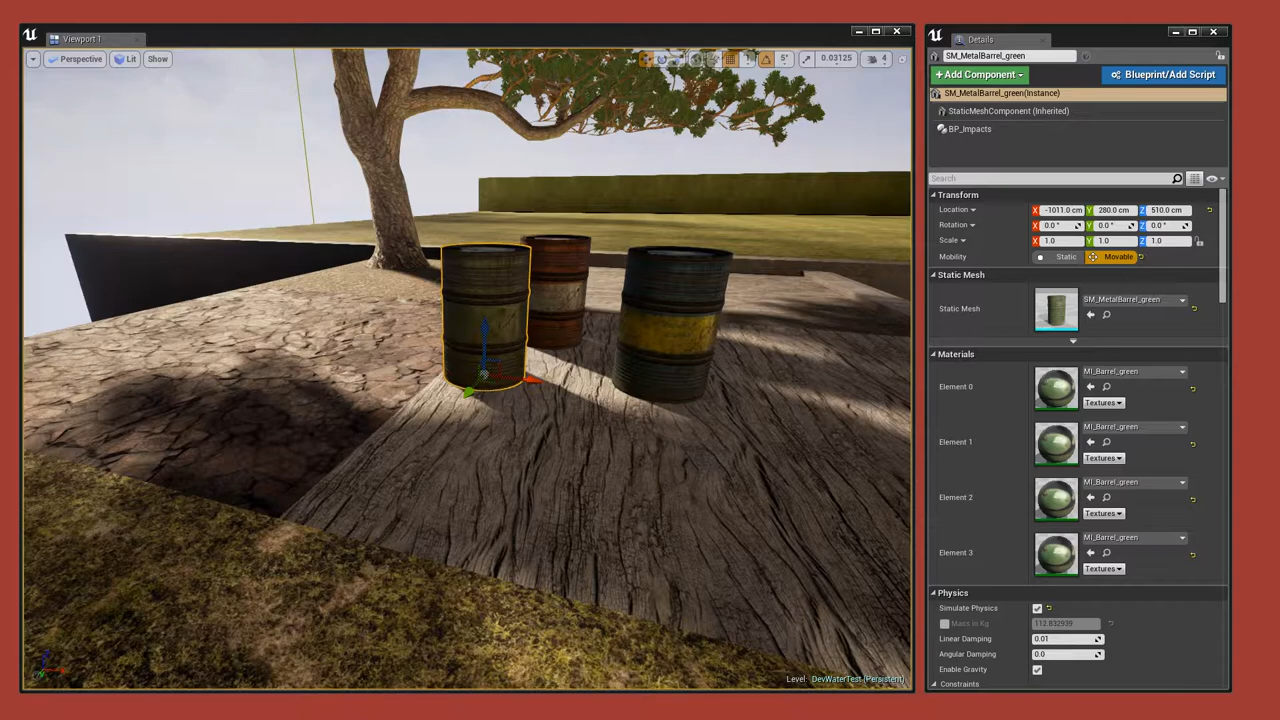 Viewport 1
Perspective
Lit
Show
5°
0.03125
4
Level: DevWaterTest (Persistent)
Details
SM_MetalBarrel_green
Add Component
Blueprint/Add Script
SM_MetalBarrel_green(Instance)
StaticMeshComponent (Inherited)
BP_Impacts
Search
Transform
Location X -1011.0 cm Y 280.0 cm Z 510.0 cm
Rotation X 0.0 ° Y 0.0 ° Z 0.0 °
Scale X 1.0 Y 1.0 Z 1.0
Mobility Static Movable
Static Mesh
Static Mesh SM_MetalBarrel_green
Materials
Element 0 MI_Barrel_green
Textures
Element 1 MI_Barrel_green
Textures
Element 2 MI_Barrel_green
Textures
Element 3 MI_Barrel_green
Textures
Physics
Simulate Physics
Mass in Kg 112.832939
Linear Damping 0.01
Angular Damping 0.0
Enable Gravity
Constraints